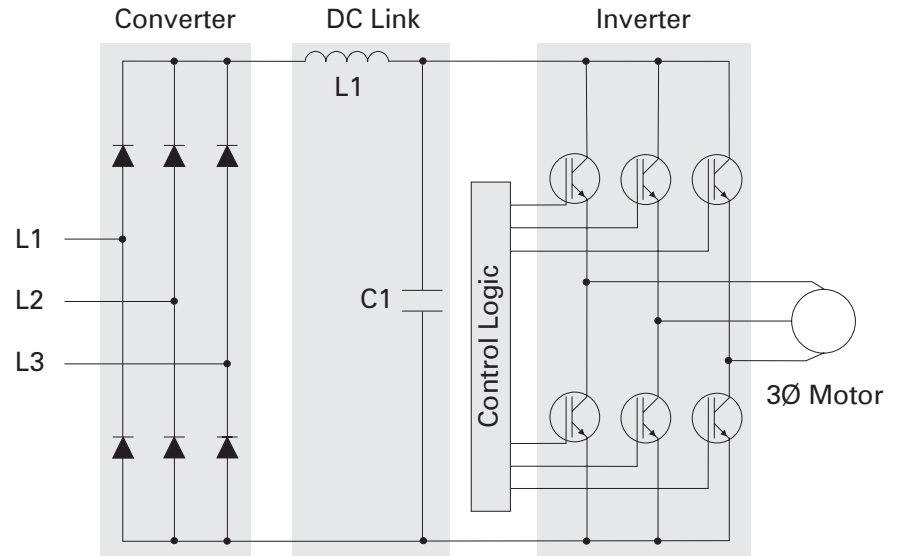 Converter
DC Link
Inverter
L1
L1
L2
C1
L3
Control Logic
3Ø Motor